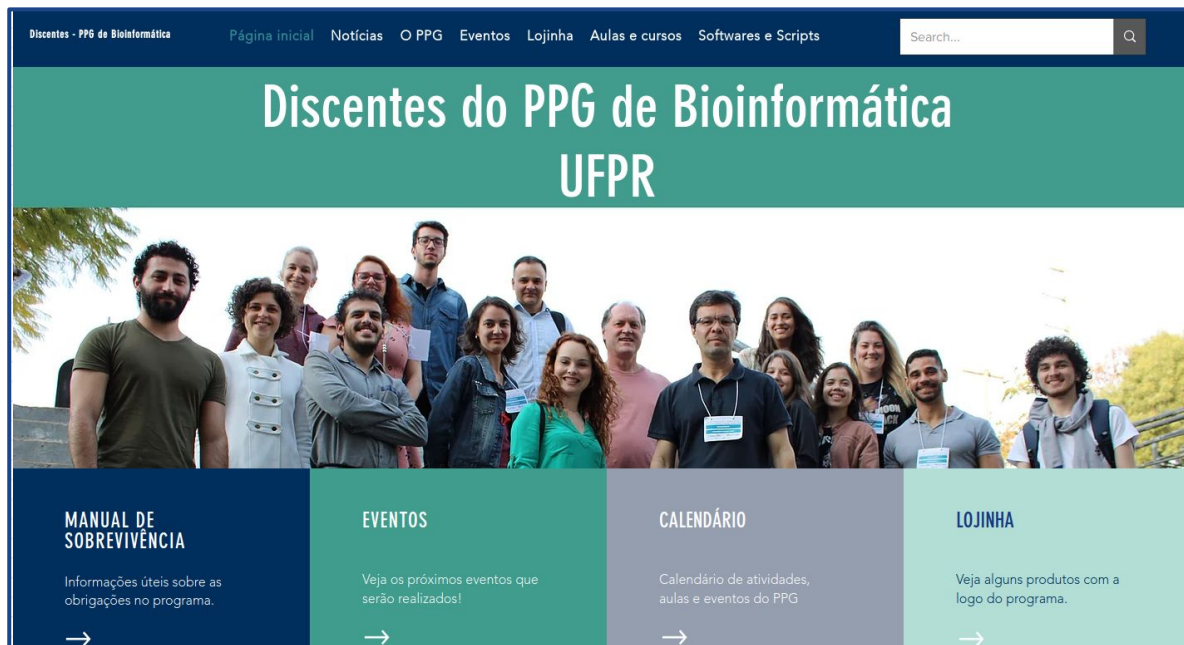 Discentes - PPG de Bioinformática
Página inicial Notícias O PPG Eventos Lojinha Aulas e cursos Softwares e Scripts
Search...
Discentes do PPG de Bioinformática
UFPR
MANUAL DE
SOBREVIVÊNCIA
Informações úteis sobre as
obrigações no programa.
EVENTOS
Veja os próximos eventos que
serão realizados!
CALENDÁRIO
Calendário de atividades,
aulas e eventos do PPG
LOJINHA
Veja alguns produtos com a
logo do programa.